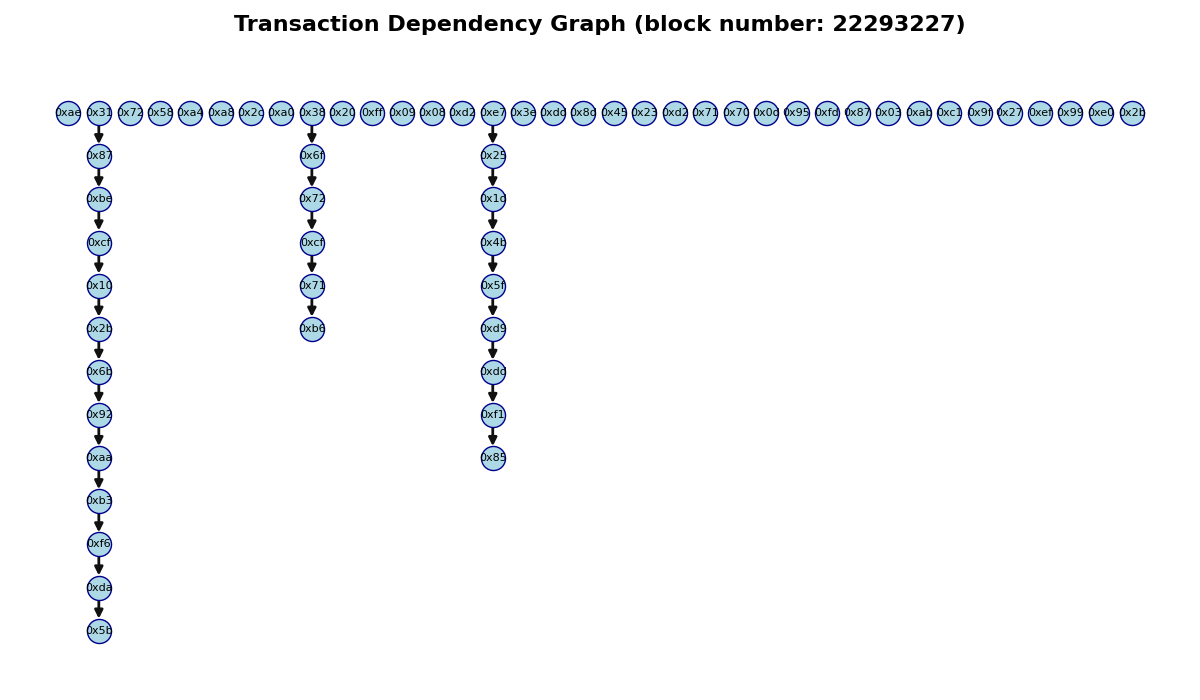 Transaction Dependency Graph (block number: 22293227)
0xae 0x31 0x72 0x58 0xa4 0xa8 0x2c 0xa0 0x38 0x20 0xff 0x09 0x08 0xd2 0xe7 0x3e 0xdc 0x8d 0x45 0x23 0xd2 0x71 0x70 0x0c 0x95 0xfd 0x87 0x03 0xab 0xc1 0x9f 0x27 0xef 0x99 0xe0 0x2b
0x87 0x6f 0x25
0xbe 0x72 0x1d
0xcf 0xcf 0x4b
0x10 0x71 0x5f
0x2b 0xb6 0xd9
0x6b 0xdd
0x92 0xf1
0xaa 0x85
0xb3
0xf6
0xda
0x5b